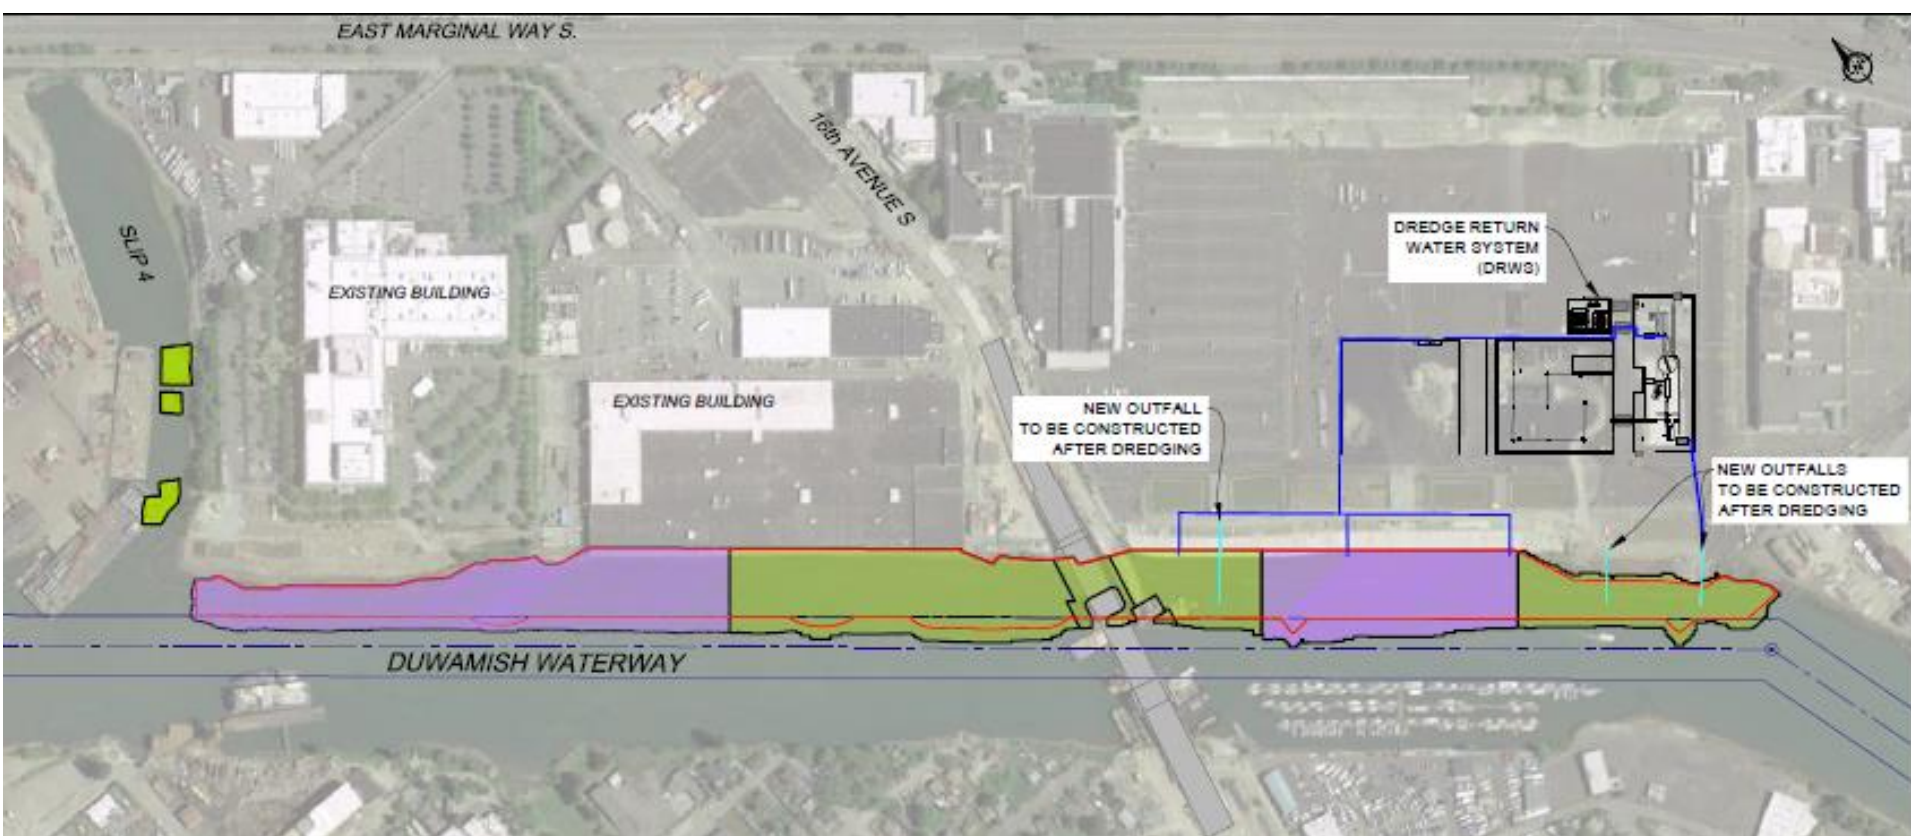 EAST MARGINAL WAY S.
16th AVENUE S
SLIP 4
DREDGE RETURN
WATER SYSTEM
(DRWS)
EXISTING BUILDING
EXISTING BUILDING
NEW OUTFALL
TO BE CONSTRUCTED
AFTER DREDGING
NEW OUTFALLS
TO BE CONSTRUCTED
AFTER DREDGING
DUWAMISH WATERWAY